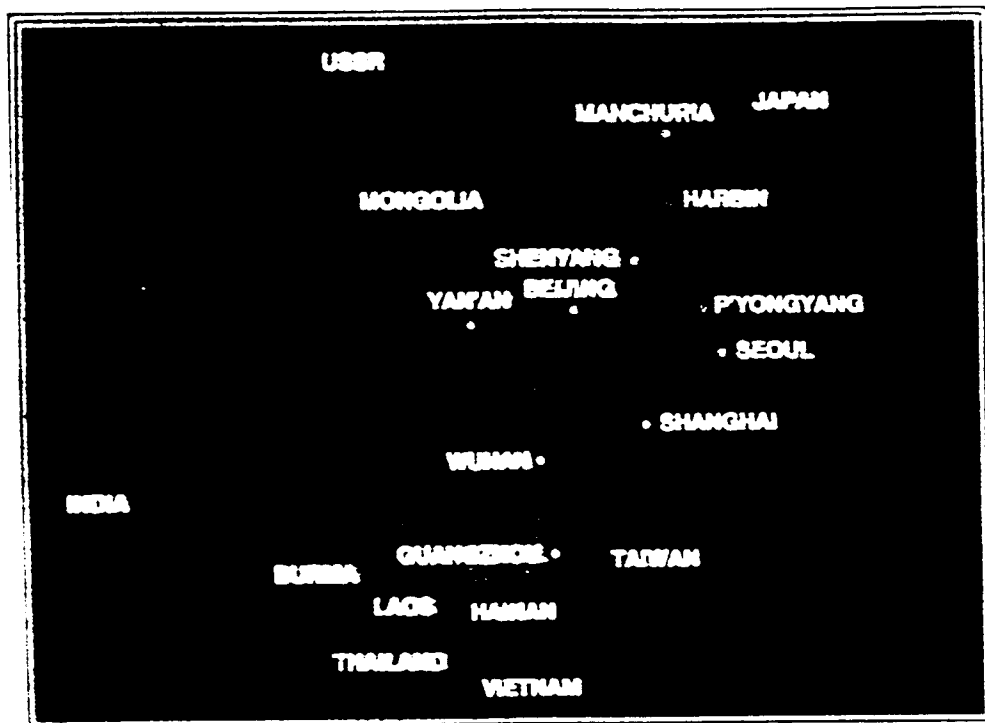 USSR
JAPAN
MANCHURIA
MONGOLIA
HARBIN
SHENYANG
BEIJING
YAN'AN
P'YONGYANG
SEOUL
SHANGHAI
WUHAN
INDIA
GUANGZHOU
TAIWAN
BURMA
LAOS
HAINAN
THAILAND
VIETNAM